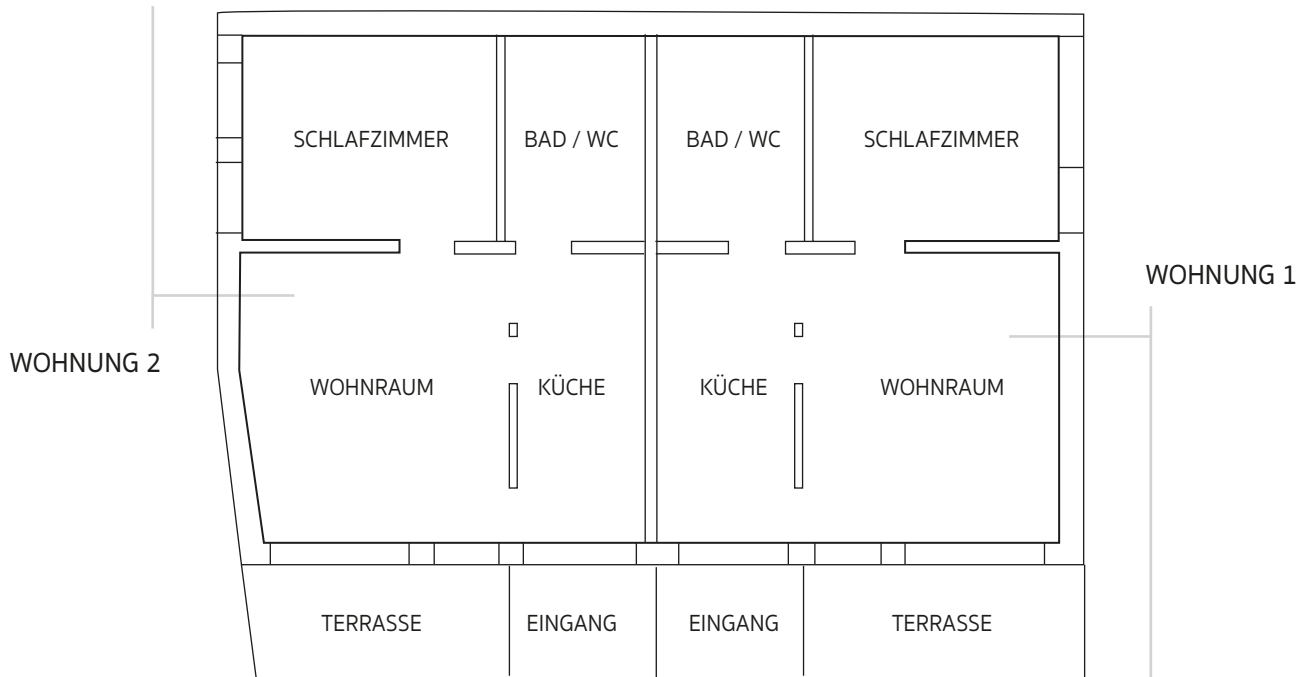 SCHLAFZIMMER
BAD / WC
BAD / WC
SCHLAFZIMMER
WOHNUNG 1
WOHNUNG 2
WOHNRAUM
KÜCHE
KÜCHE
WOHNRAUM
TERRASSE
EINGANG
EINGANG
TERRASSE